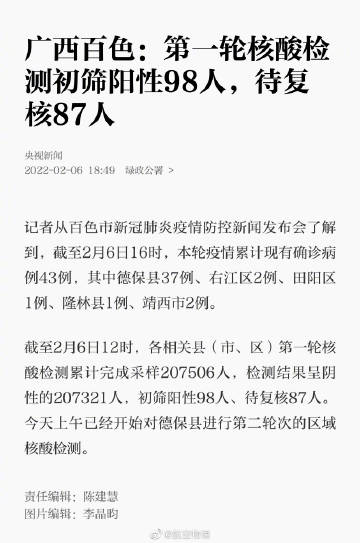 广西百色：第一轮核酸检
测初筛阳性98人，待复
核87人
央视新闻
2022-02-06 18:49 绿政公署 >
记者从百色市新冠肺炎疫情防控新闻发布会了解
到，截至2月6日16时，本轮疫情累计现有确诊病
例43例，其中德保县37例、右江区2例、田阳区
1例、隆林县1例、靖西市2例。
截至2月6日12时，各相关县（市、区）第一轮核
酸检测累计完成采样207506人，检测结果呈阴
性的207321人，初筛阳性98人、待复核87人。
今天上午已经开始对德保县进行第二轮次的区域
核酸检测。
责任编辑：陈建慧
图片编辑：李晶昀